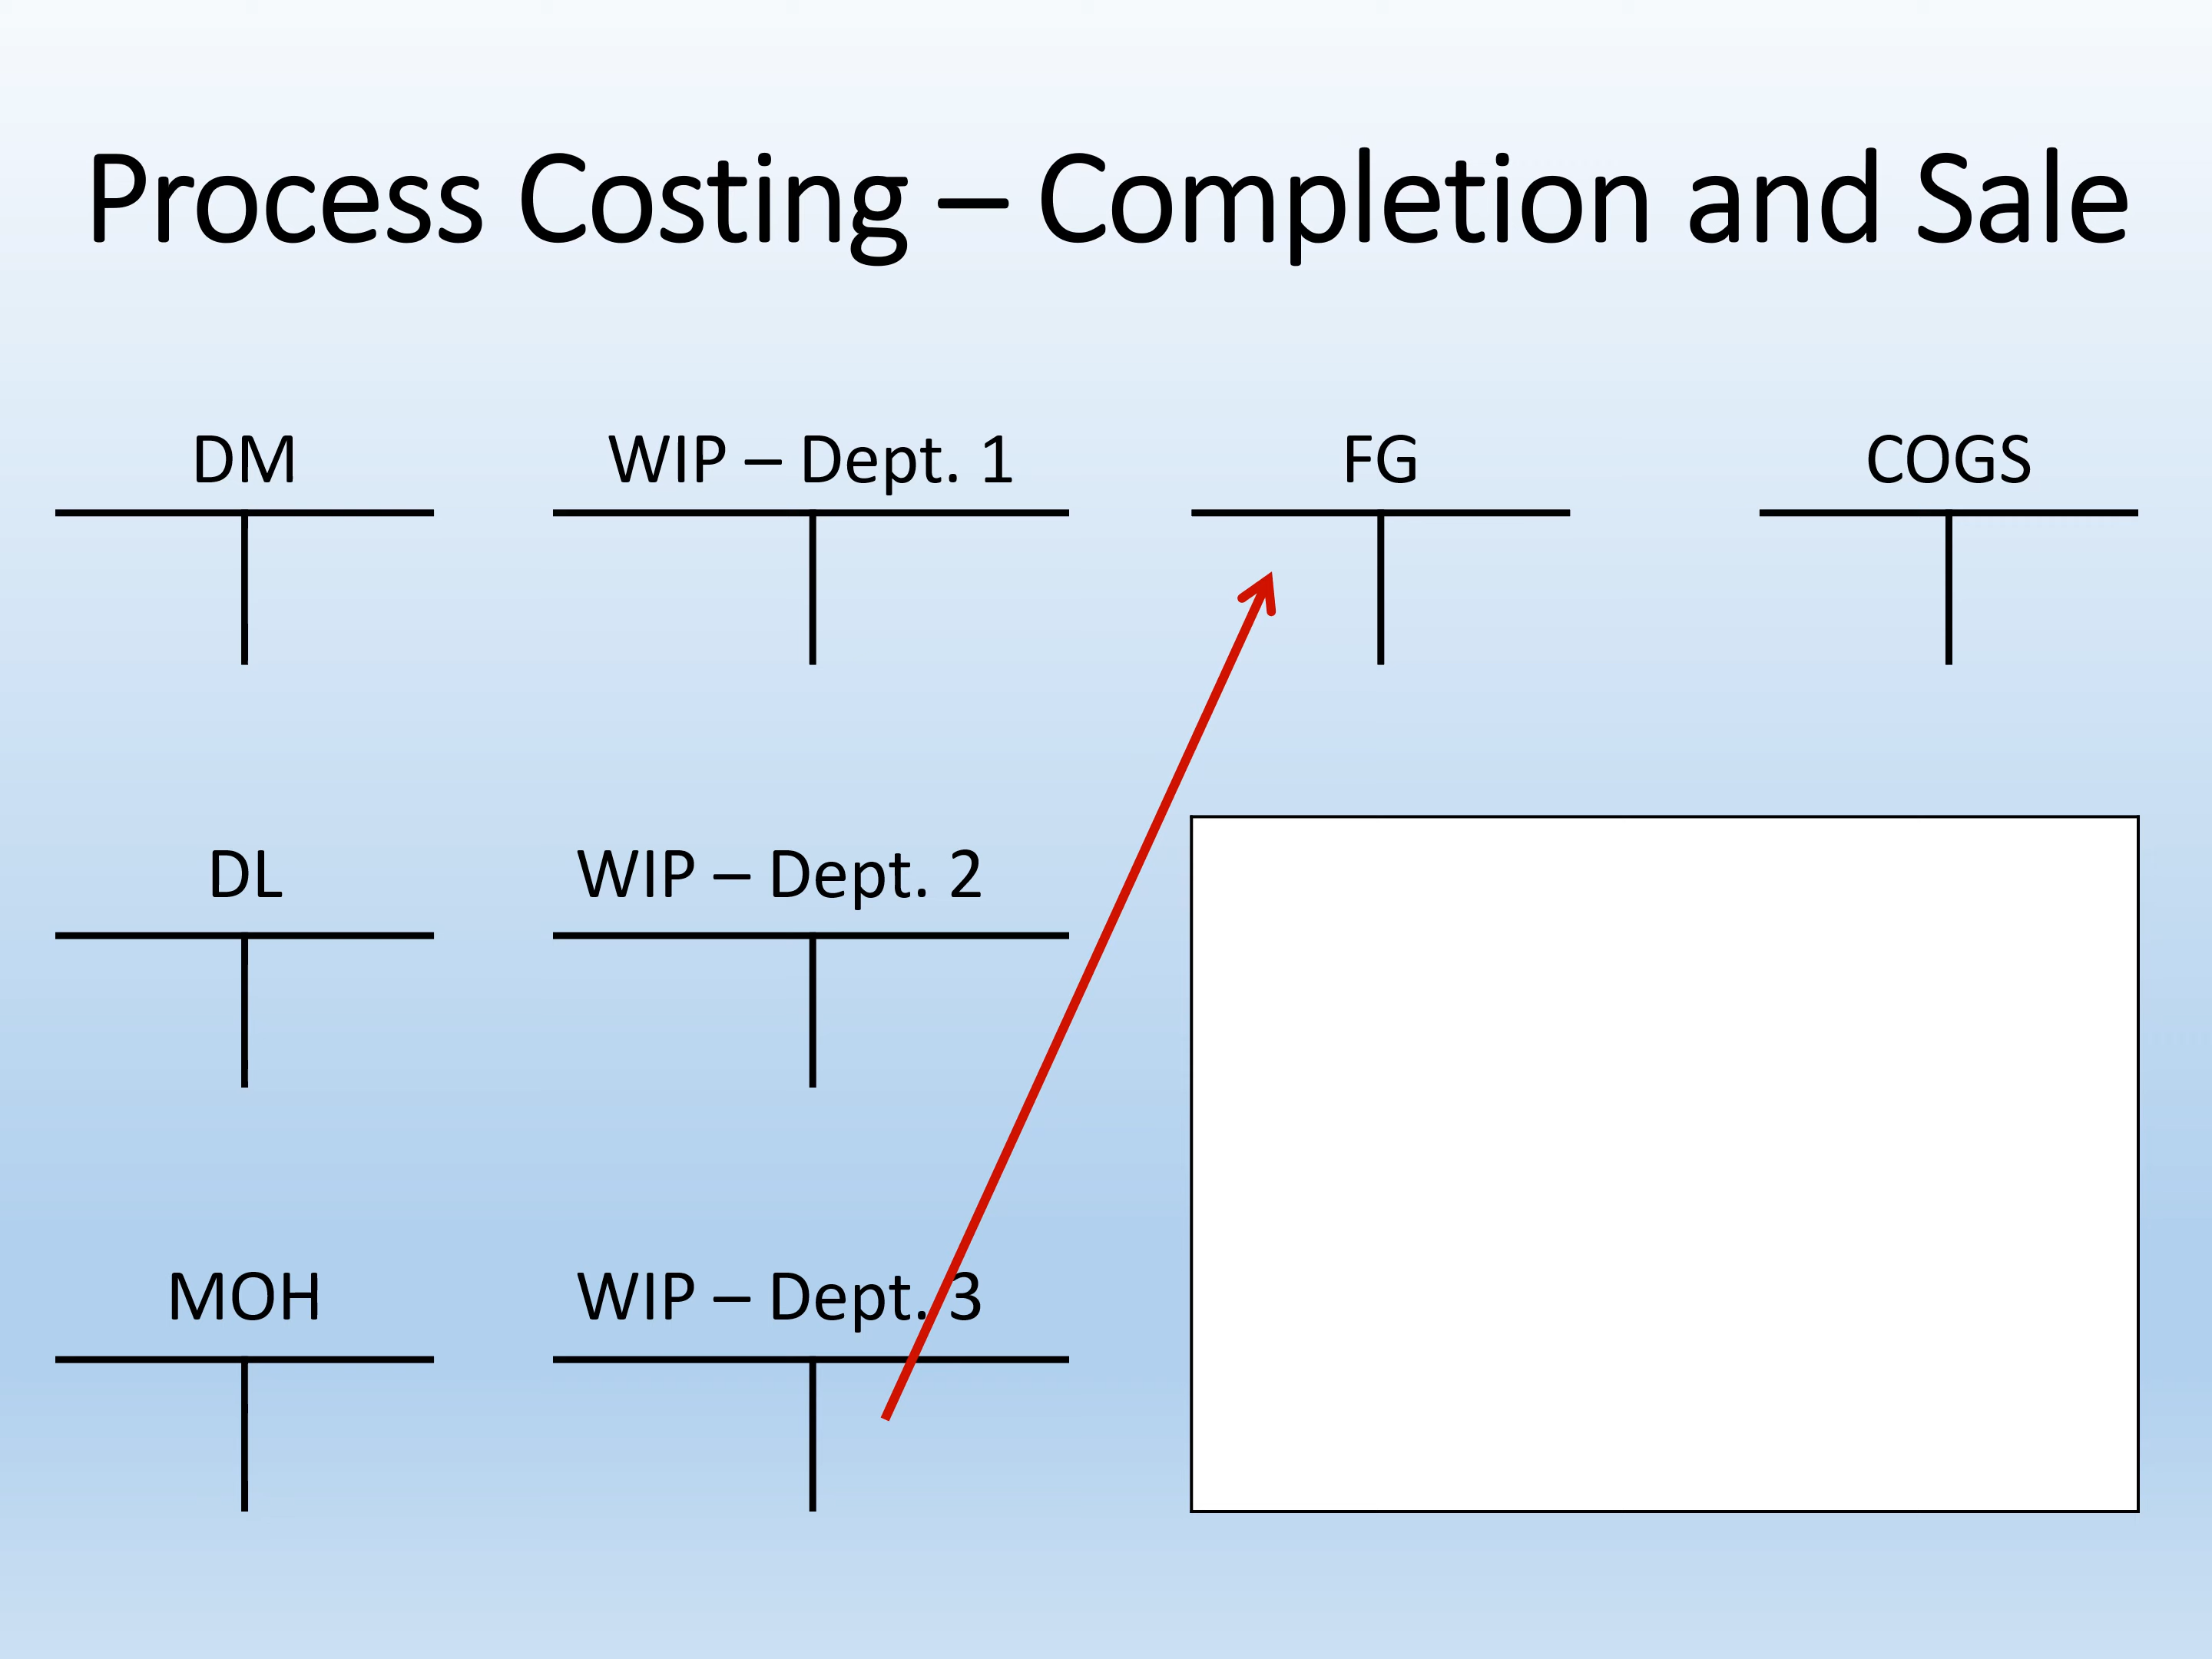 Process Costing – Completion and Sale
DM
WIP – Dept. 1
FG
COGS
DL
WIP – Dept. 2
MOH
WIP – Dept. 3